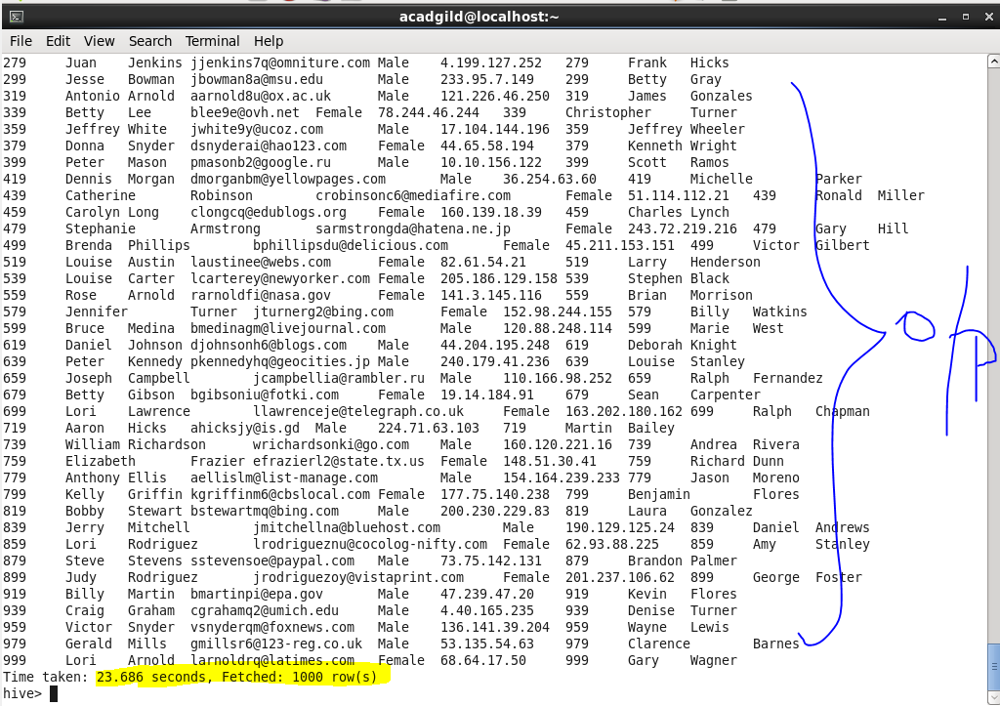 acadgild@localhost:~
File Edit View Search Terminal Help
279 Juan Jenkins jjenkins7q@omniture.com Male 4.199.127.252 279 Frank Hicks
299 Jesse Bowman jbowman8a@msu.edu Male 233.95.7.149 299 Betty Gray
319 Antonio Arnold aarnold8u@ox.ac.uk Male 121.226.46.250 319 James Gonzales
339 Betty Lee blee9e@ovh.net Female 78.244.46.244 339 Christopher Turner
359 Jeffrey White jwhite9y@ucoz.com Male 17.104.144.196 359 Jeffrey Wheeler
379 Donna Snyder dsnyderai@hao123.com Female 44.65.58.194 379 Kenneth Wright
399 Peter Mason pmasonb2@google.ru Male 10.10.156.122 399 Scott Ramos
419 Dennis Morgan dmorganbm@yellowpages.com Male 36.254.63.60 419 Michelle Parker
439 Catherine Robinson crobinsonc6@mediafire.com Female 51.114.112.21 439 Ronald Miller
459 Carolyn Long clongcq@edublogs.org Female 160.139.18.39 459 Charles Lynch
479 Stephanie Armstrong sarmstrongda@hatena.ne.jp Female 243.72.219.216 479 Gary Hill
499 Brenda Phillips bphillipsdu@delicious.com Female 45.211.153.151 499 Victor Gilbert
519 Louise Austin laustinee@webs.com Female 82.61.54.21 519 Larry Henderson
539 Louise Carter lcarterey@newyorker.com Female 205.186.129.158 539 Stephen Black
559 Rose Arnold rarnoldfi@nasa.gov Female 141.3.145.116 559 Brian Morrison
579 Jennifer Turner jturnerg2@bing.com Female 152.98.244.155 579 Billy Watkins
599 Bruce Medina bmedinagm@livejournal.com Male 120.88.248.114 599 Marie West
o/p
619 Daniel Johnson djohnsonh6@blogs.com Male 44.204.195.248 619 Deborah Knight
639 Peter Kennedy pkennedyhq@geocities.jp Male 240.179.41.236 639 Louise Stanley
659 Joseph Campbell jcampbellia@rambler.ru Male 110.166.98.252 659 Ralph Fernandez
679 Betty Gibson bgibsoniu@fotki.com Female 19.14.184.91 679 Sean Carpenter
699 Lori Lawrence llawrenceje@telegraph.co.uk Female 163.202.180.162 699 Ralph Chapman
719 Aaron Hicks ahicksjy@is.gd Male 224.71.63.103 719 Martin Bailey
739 William Richardson wrichardsonki@go.com Male 160.120.221.16 739 Andrea Rivera
759 Elizabeth Frazier efrazierl2@state.tx.us Female 148.51.30.41 759 Richard Dunn
779 Anthony Ellis aellislm@list-manage.com Male 154.164.239.233 779 Jason Moreno
799 Kelly Griffin kgriffinm6@cbslocal.com Female 177.75.140.238 799 Benjamin Flores
819 Bobby Stewart bstewartmq@bing.com Male 200.230.229.83 819 Laura Gonzalez
839 Jerry Mitchell jmitchellna@bluehost.com Male 190.129.125.24 839 Daniel Andrews
859 Lori Rodriguez lrodrigueznu@cocolog-nifty.com Female 62.93.88.225 859 Amy Stanley
879 Steve Stevens sstevensoe@paypal.com Male 73.75.142.131 879 Brandon Palmer
899 Judy Rodriguez jrodriguezoy@vistaprint.com Female 201.237.106.62 899 George Foster
919 Billy Martin bmartinpi@epa.gov Male 47.239.47.20 919 Kevin Flores
939 Craig Graham cgrahamq2@umich.edu Male 4.40.165.235 939 Denise Turner
959 Victor Snyder vsnyderqm@foxnews.com Male 136.141.39.204 959 Wayne Lewis
979 Gerald Mills gmillsr6@123-reg.co.uk Male 53.135.54.63 979 Clarence Barnes
999 Lori Arnold larnoldrq@latimes.com Female 68.64.17.50 999 Gary Wagner
Time taken: 23.686 seconds, Fetched: 1000 row(s)
hive>